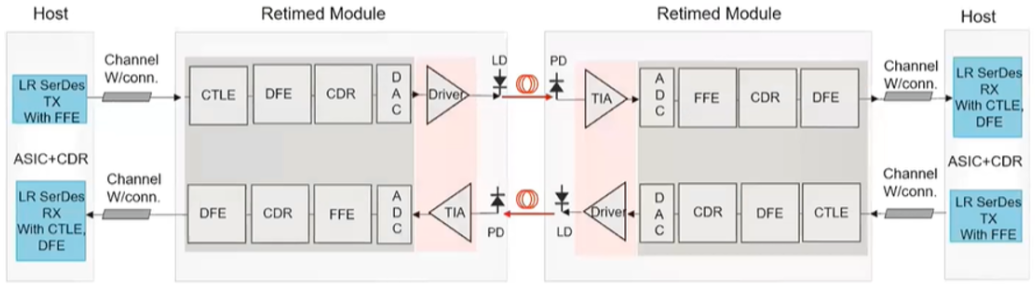 Host
Retimed Module
Retimed Module
Host
Channel
W/conn.
LR SerDes
TX
With FFE
CTLE
DFE
CDR
D
A
C
Driver
LD
PD
TIA
A
D
C
FFE
CDR
DFE
Channel
W/conn.
LR SerDes
RX
With CTLE,
DFE
ASIC+CDR
ASIC+CDR
Channel
W/conn.
LR SerDes
RX
With CTLE,
DFE
DFE
CDR
FFE
A
D
C
TIA
PD
LD
Driver
D
A
C
CDR
DFE
CTLE
Channel
W/conn.
LR SerDes
TX
With FFE